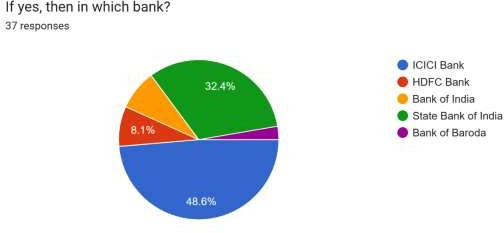 If yes, then in which bank?
37 responses
32.4%
8.1%
48.6%
ICICI Bank
HDFC Bank
Bank of India
State Bank of India
Bank of Baroda